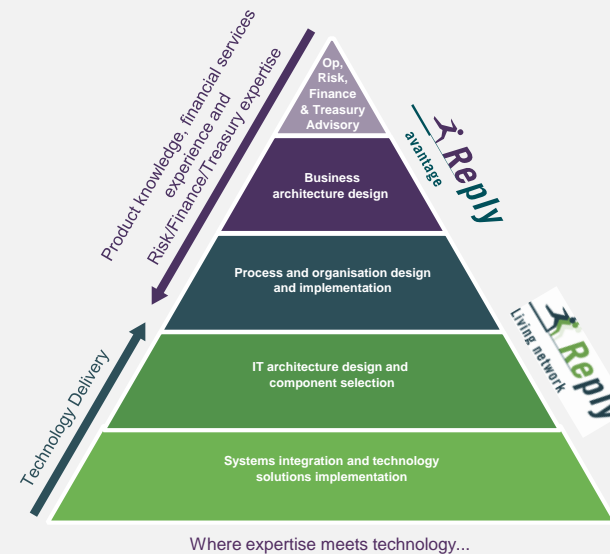 Product knowledge, financial services
experience and
Risk/Finance/Treasury expertise
Op,
Risk,
Finance
& Treasury
Advisory
Reply
avantage
Business
architecture design
Process and organisation design
and implementation
Reply
Living network
Technology Delivery
IT architecture design and
component selection
Systems integration and technology
solutions implementation
Where expertise meets technology...